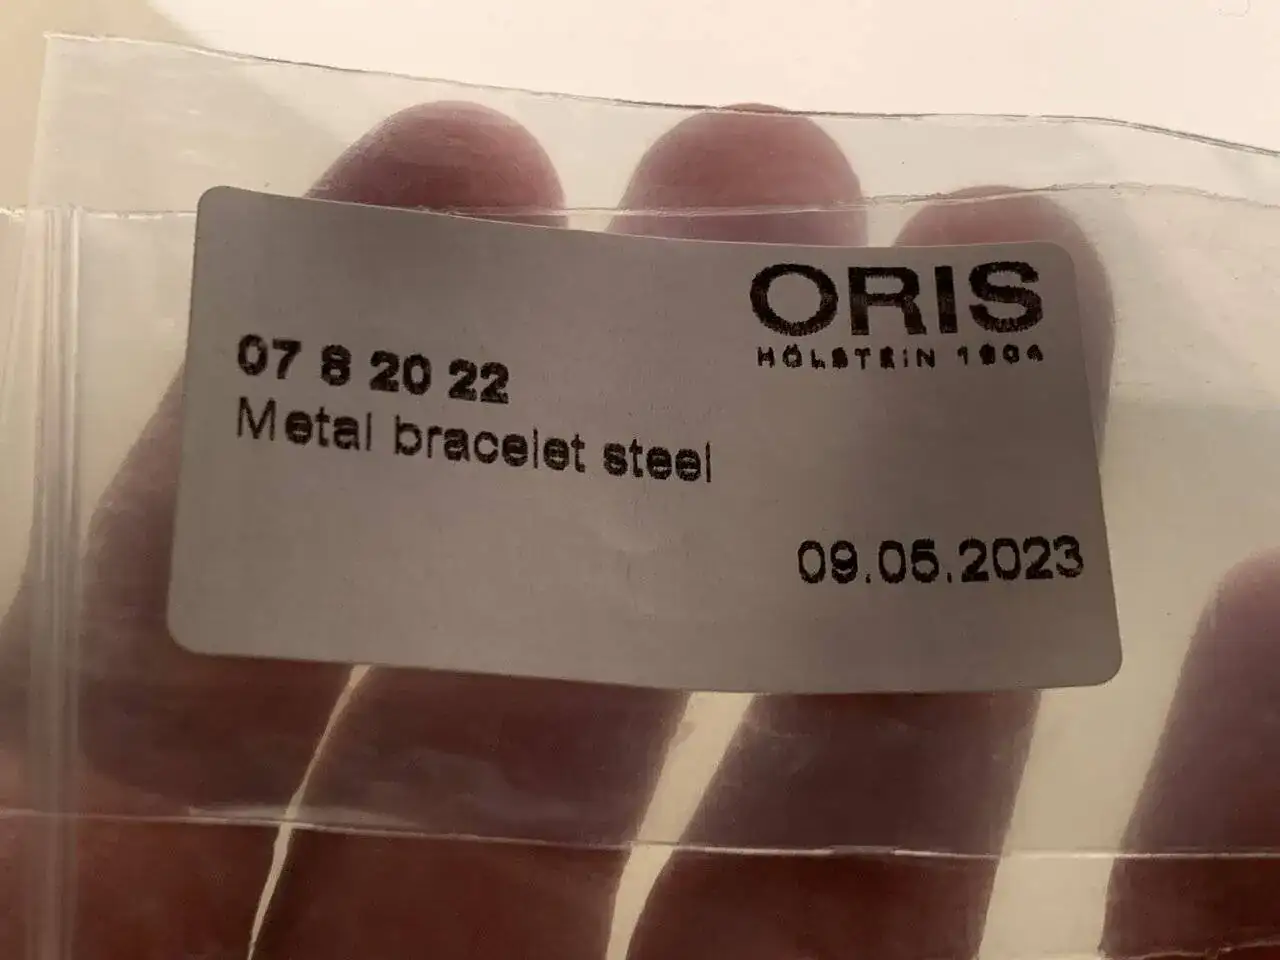 ORIS
HÖLSTEIN 1904
07 8 20 22
Metal bracelet steel
09.05.2023